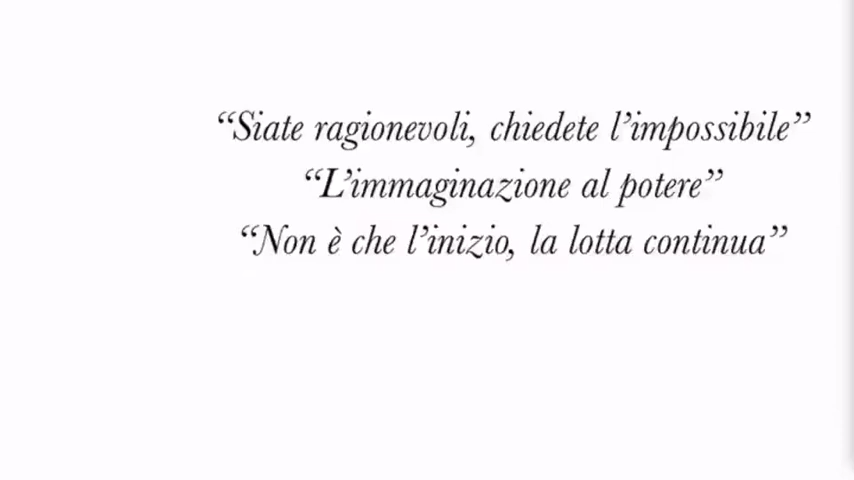 “Siate ragionevoli, chiedete l’impossibile”
“L’immaginazione al potere”
“Non è che l’inizio, la lotta continua”